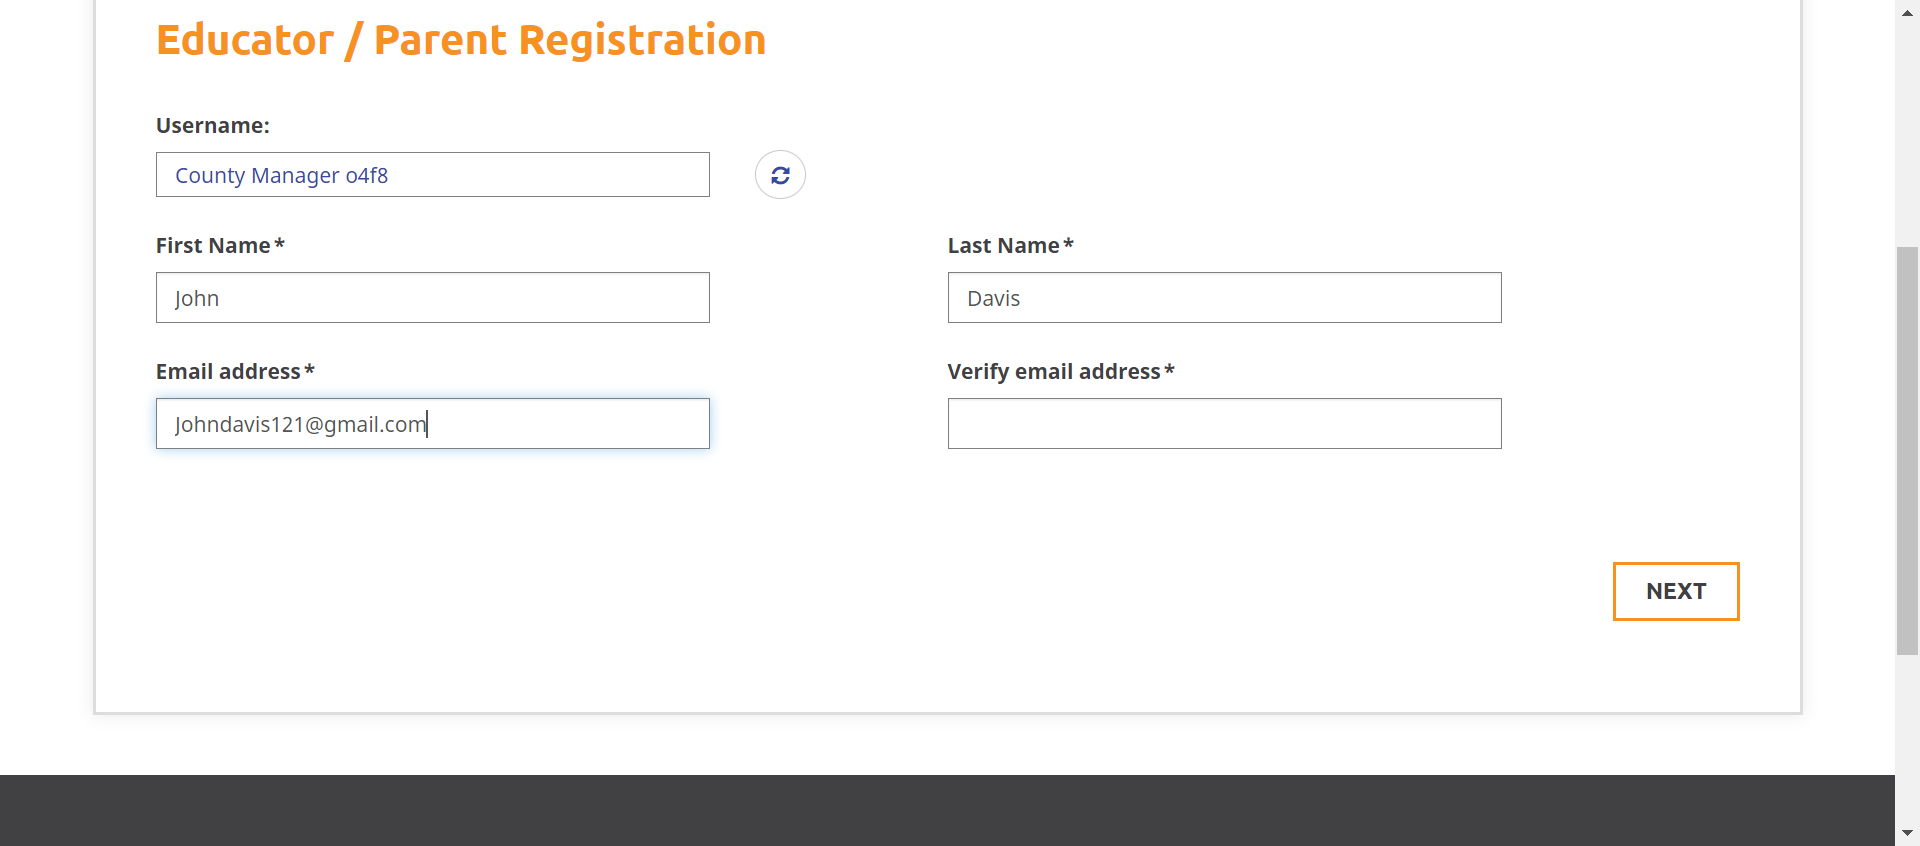 Educator / Parent Registration
Username:
County Manager o4f8
First Name*
Last Name*
John
Davis
Email address*
Verify email address*
Johndavis121@gmail.com
NEXT